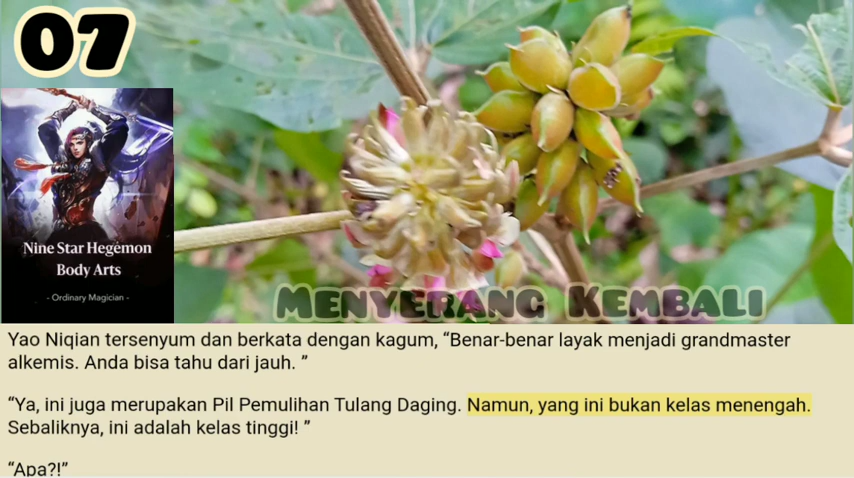 07
Nine Star Hegemon
Body Arts
- Ordinary Magician -
MENYERANG KEMBALI
Yao Niqian tersenyum dan berkata dengan kagum, “Benar-benar layak menjadi grandmaster
alkemis. Anda bisa tahu dari jauh. ”
“Ya, ini juga merupakan Pil Pemulihan Tulang Daging. Namun, yang ini bukan kelas menengah.
Sebaliknya, ini adalah kelas tinggi! ”
“Apa?!”